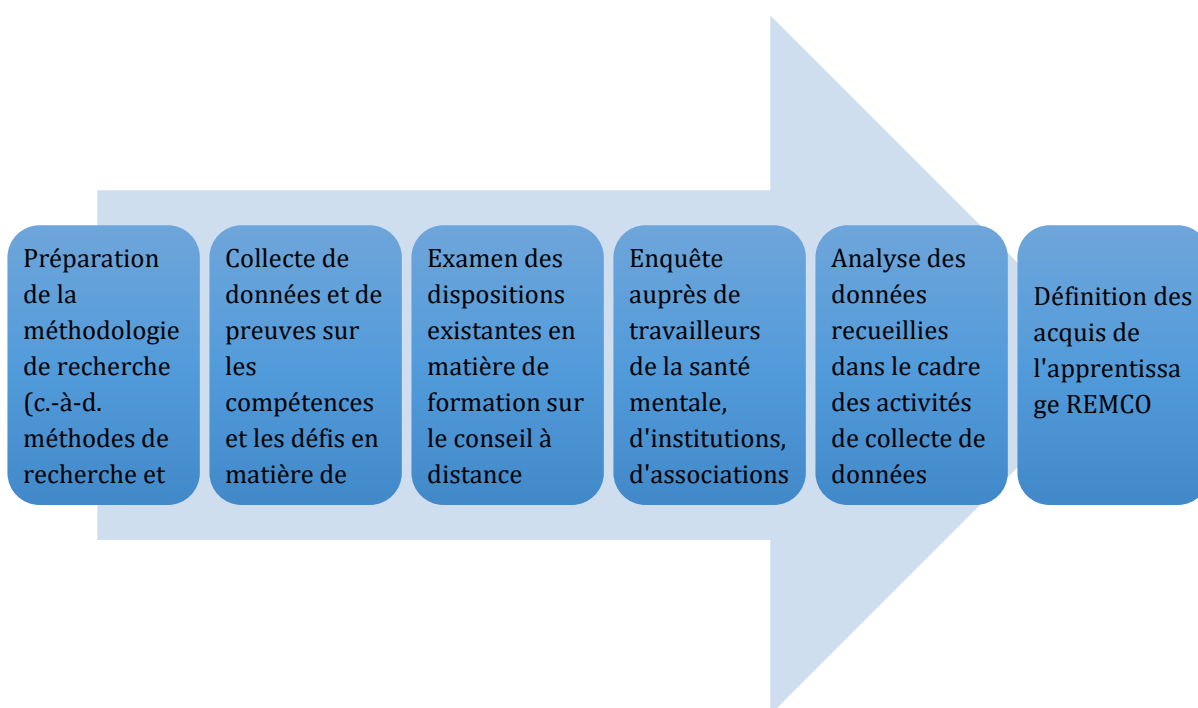 Préparation
de la
méthodologie
de recherche
(c.-à-d.
méthodes de
recherche et
Collecte de
données et de
preuves sur
les
compétences
et les défis en
matière de
Examen des
dispositions
existantes en
matière de
formation sur
le conseil à
distance
Enquête
auprès de
travailleurs
de la santé
mentale,
d'institutions,
d'associations
Analyse des
données
recueillies
dans le cadre
des activités
de collecte de
données
Définition des
acquis de
l'apprentissa
ge REMCO